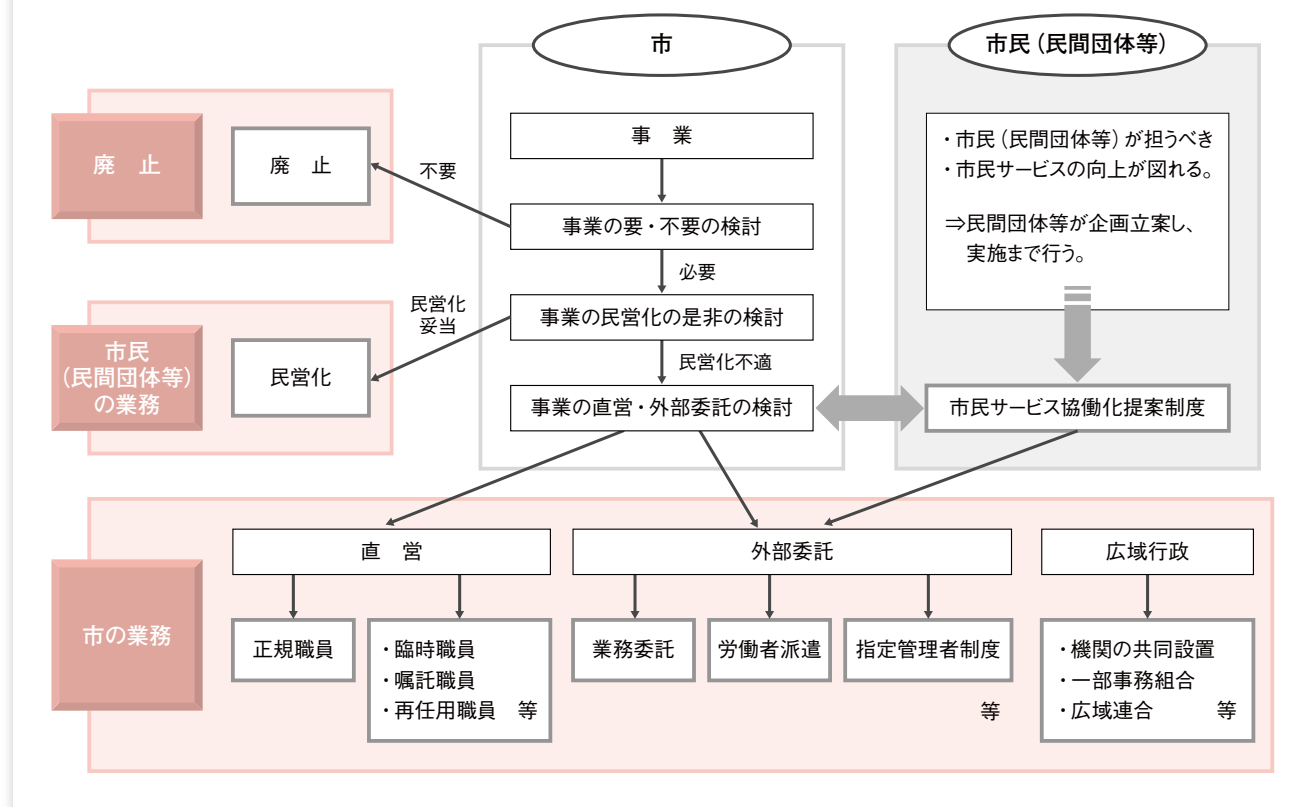 市
市民(民間団体等)
廃 止
廃 止
不要
事 業
事業の要・不要の検討
必要
・市民(民間団体等)が担うべき
・市民サービスの向上が図れる。
⇒民間団体等が企画立案し、
実施まで行う。
市民
(民間団体等)
の業務
民営化
民営化
妥当
事業の民営化の是非の検討
民営化不適
事業の直営・外部委託の検討
市民サービス協働化提案制度
市の業務
直 営
正規職員
・臨時職員
・嘱託職員
・再任用職員 等
外部委託
業務委託
労働者派遣
指定管理者制度
等
広域行政
・機関の共同設置
・一部事務組合
・広域連合 等